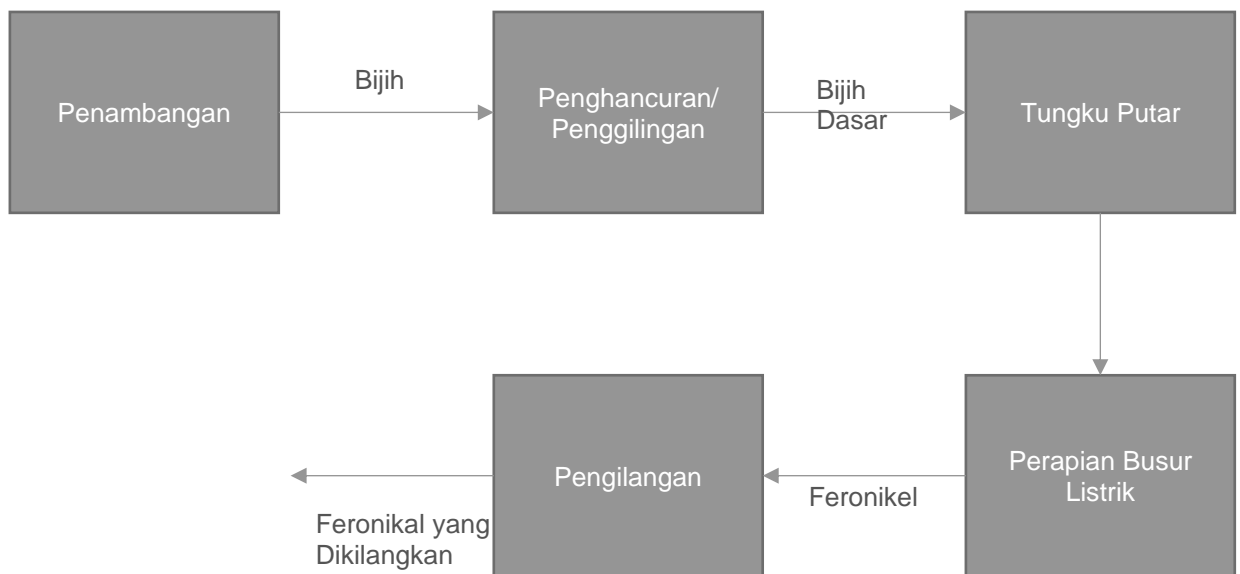 Penambangan
Bijih
Penghancuran/
Penggilingan
Bijih
Dasar
Tungku Putar
Perapian Busur
Listrik
Feronikel
Pengilangan
Feronikal yang
Dikilangkan